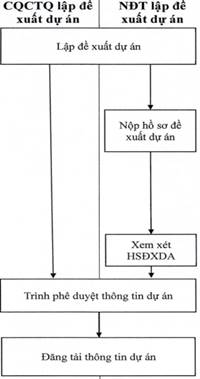 CQCTQ lập đề
xuất dự án
NĐT lập đề
xuất dự án
Lập đề xuất dự án
Nộp hồ sơ đề
xuất dự án
Xem xét
HSĐXDA
Trình phê duyệt thông tin dự án
Đăng tải thông tin dự án